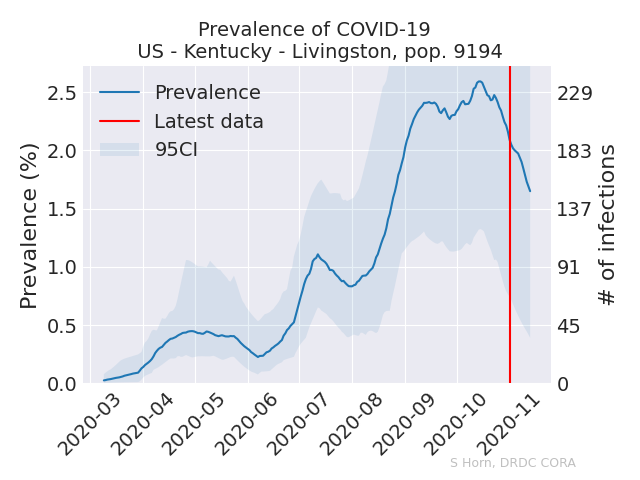 Prevalence of COVID-19
US - Kentucky - Livingston, pop. 9194
Prevalence
Latest data
95CI
Prevalence (%)
2.5
2.0
1.5
1.0
0.5
0.0
229
183
137
91
45
0
# of infections
2020-03
2020-04
2020-05
2020-06
2020-07
2020-08
2020-09
2020-10
2020-11
S Horn, DRDC CORA